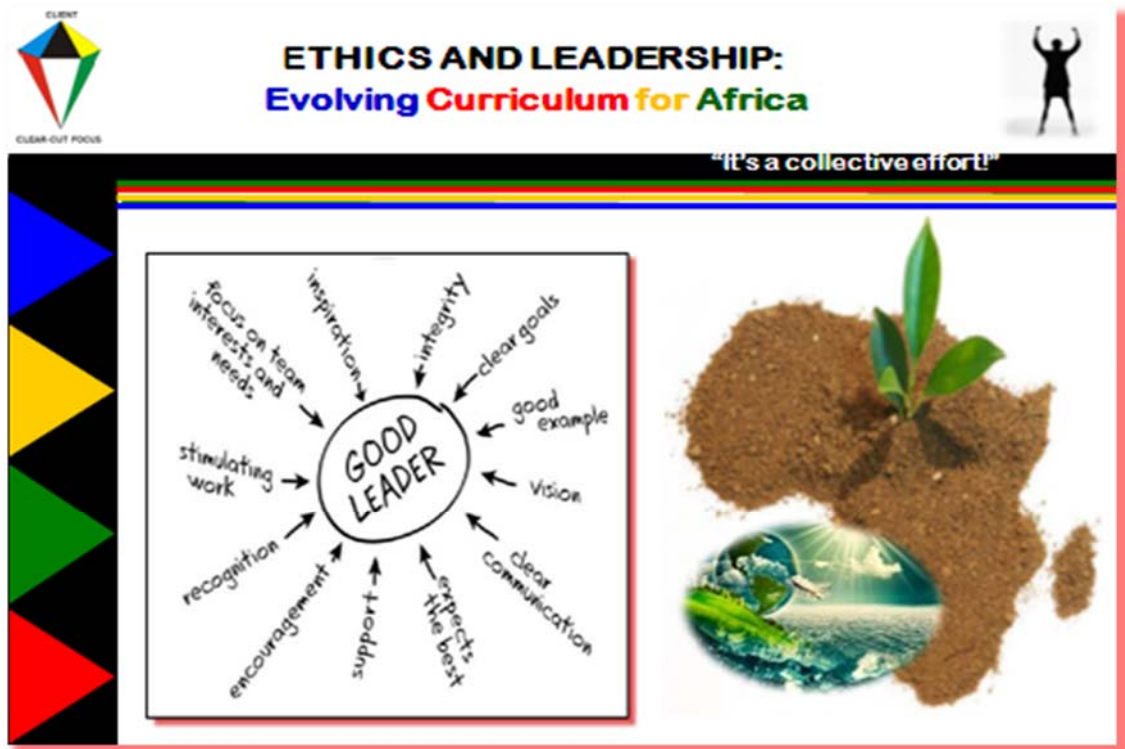 CLIENT
CLEAR-CUT FOCUS
ETHICS AND LEADERSHIP:
Evolving Curriculum for Africa
"It's a collective effort!"
focus on team
interests and
needs
inspiration
integrity
clear goals
good
example
vision
clear
communication
expects
the best
support
encouragement
recognition
stimulating
work
GOOD
LEADER